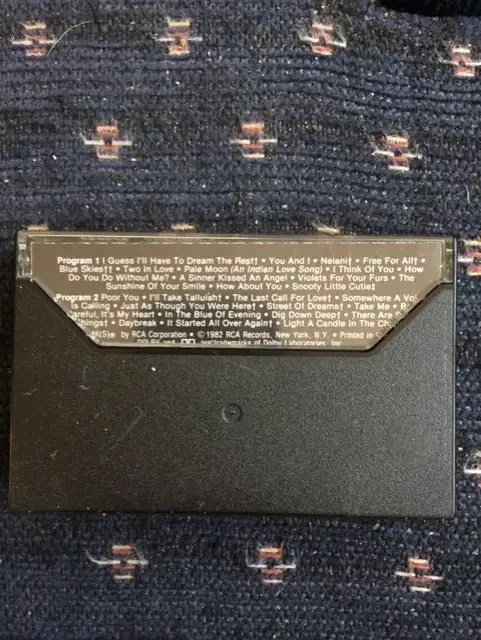 Program 1 I Guess I'll Have to Dream The Rest† • You And I • Neiani† • Free For All†
Blue Skies†† • Two In Love • Pale Moon (An Indian Love Song) • I Think Of You • How
Do You Do Without Me? • A Sinner Kissed An Angel • Violets For Your Furs • The
Sunshine Of Your Smile • How About You • Snooty Little Cutie‡
Program 2 Poor You • I'll Take Tallulah† • The Last Call For Love† • Somewhere A Voi
Is Calling • Just As Though You Were Here† • Street Of Dreams† • Take Me • B
Careful, It's My Heart • In The Blue Of Evening • Dig Down Deep† • There Are S
Things† • Daybreak • It Started All Over Again† • Light A Candle In The Ch
by RCA Corporation • © 1982 RCA Records, New York, N.Y. • Printed in
DOLBY and are trademarks of Dolby Laboratories, Inc.